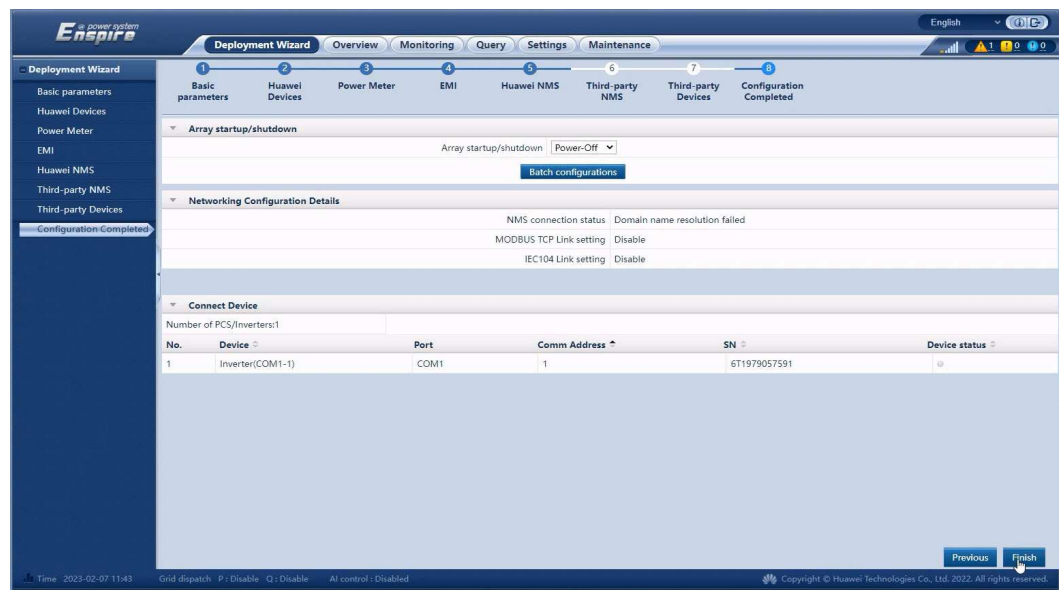 English
Enspire @ power system
Deployment Wizard Overview Monitoring Query Settings Maintenance
1 0 0
Deployment Wizard
Basic parameters
Huawei Devices
Power Meter
EMI
Huawei NMS
Third-party NMS
Third-party Devices
Configuration Completed
1 2 3 4 5 6 7 8
Basic parameters Huawei Devices Power Meter EMI Huawei NMS Third-party NMS Third-party Devices Configuration Completed
Array startup/shutdown
Array startup/shutdown Power-Off
Batch configurations
Networking Configuration Details
NMS connection status Domain name resolution failed
MODBUS TCP Link setting Disable
IEC104 Link setting Disable
Connect Device
Number of PCS/Inverters:1
No. Device Port Comm Address SN Device status
1 Inverter(COM1-1) COM1 1 6T1979057591
Previous Finish
Time 2023-02-07 11:43 Grid dispatch P : Disable Q : Disable AI control : Disabled Copyright © Huawei Technologies Co., Ltd. 2022. All rights reserved.